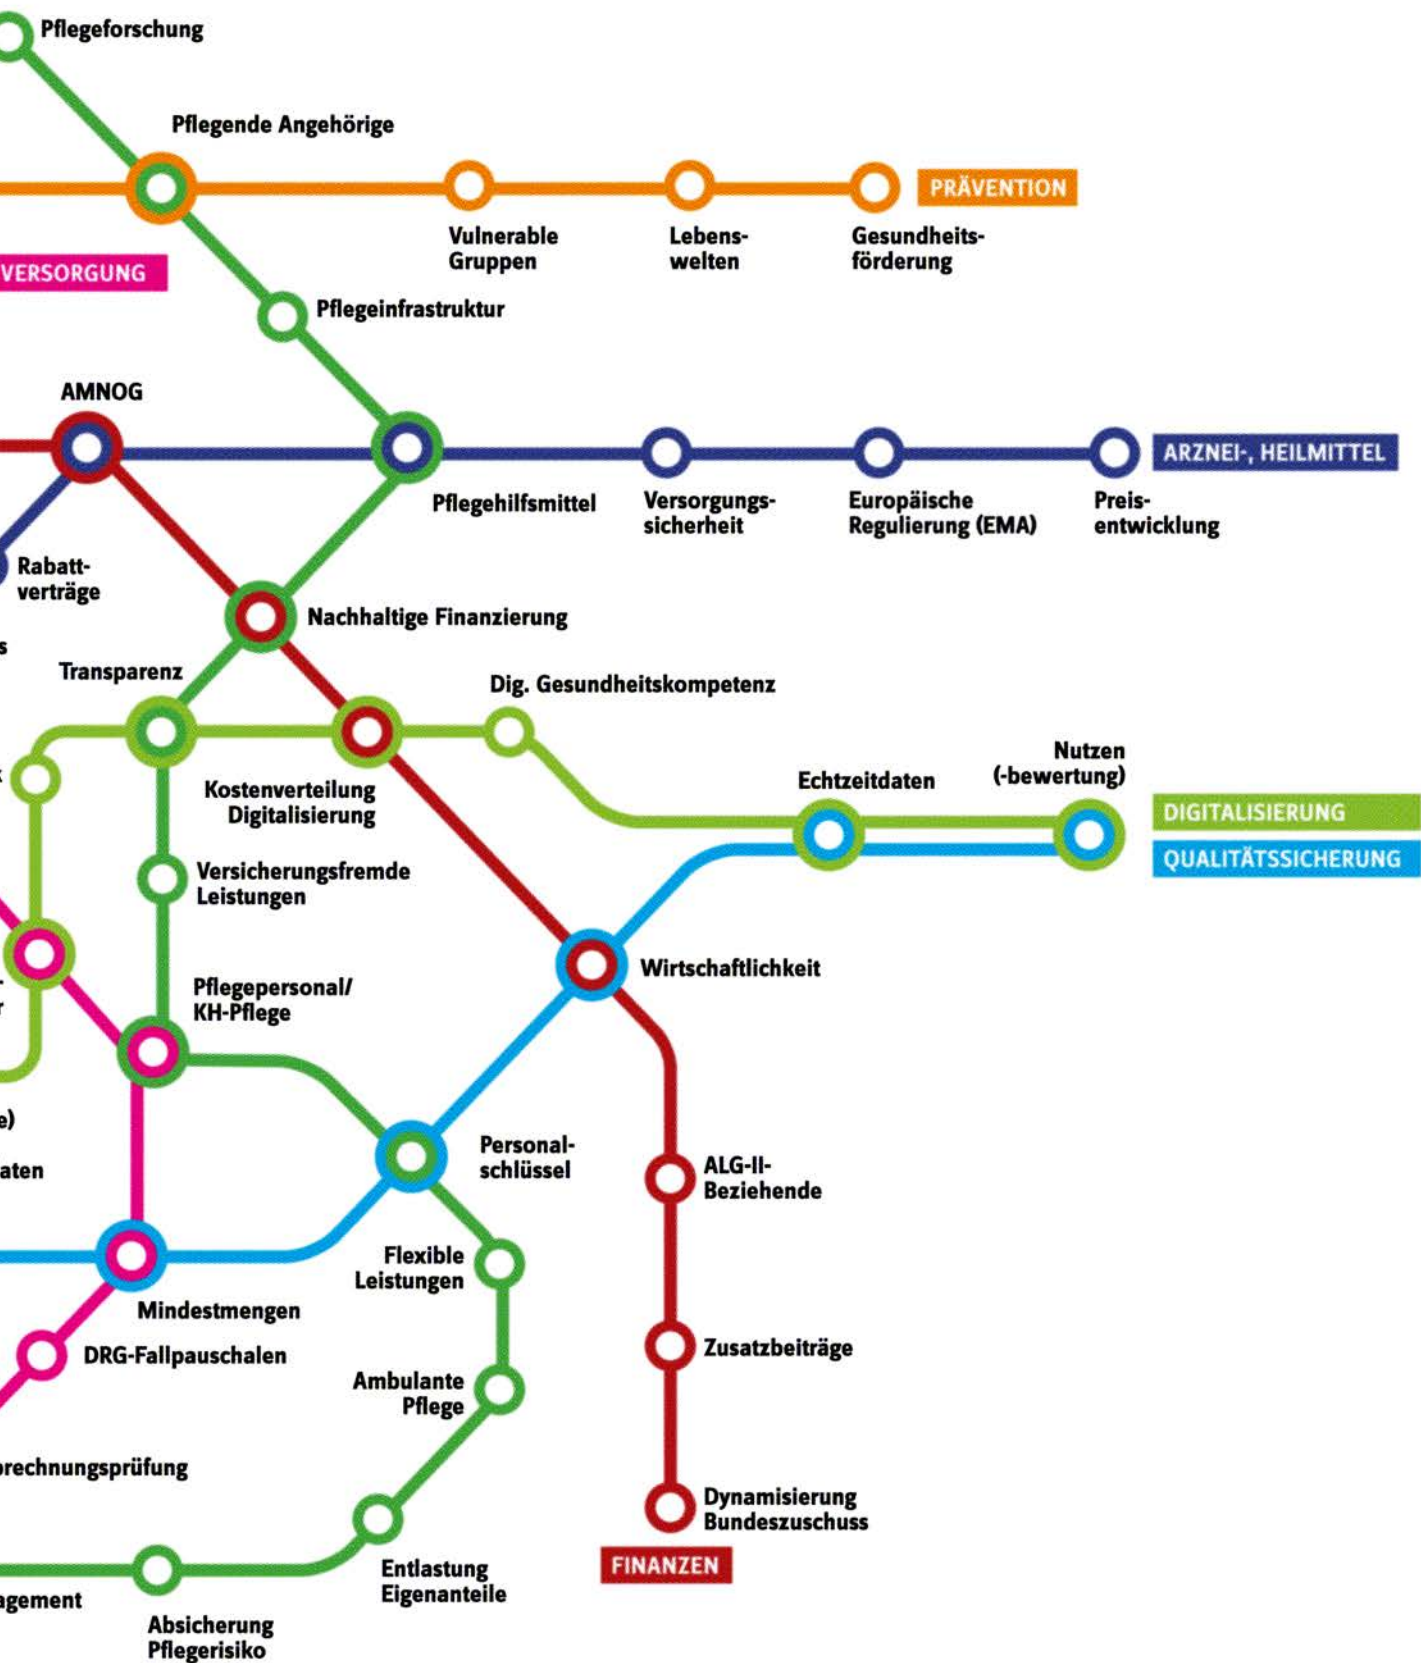 Pflegeforschung
Pflegende Angehörige
PRÄVENTION
Vulnerable
Gruppen
Lebens-
welten
Gesundheits-
förderung
VERSORGUNG
Pflegeinfrastruktur
AMNOG
ARZNEI-, HEILMITTEL
Pflegehilfsmittel
Versorgungs-
sicherheit
Europäische
Regulierung (EMA)
Preis-
entwicklung
Rabatt-
verträge
Nachhaltige Finanzierung
Transparenz
Dig. Gesundheitskompetenz
Kostenverteilung
Digitalisierung
Echtzeitdaten
Nutzen
(-bewertung)
DIGITALISIERUNG
QUALITÄTSSICHERUNG
Versicherungsfremde
Leistungen
Wirtschaftlichkeit
Pflegepersonal/
KH-Pflege
e)
aten
Personal-
schlüssel
ALG-II-
Beziehende
Flexible
Leistungen
Mindestmengen
DRG-Fallpauschalen
Zusatzbeiträge
Ambulante
Pflege
rechnungsprüfung
Dynamisierung
Bundeszuschuss
FINANZEN
Entlastung
Eigenanteile
agement
Absicherung
Pflegerisiko